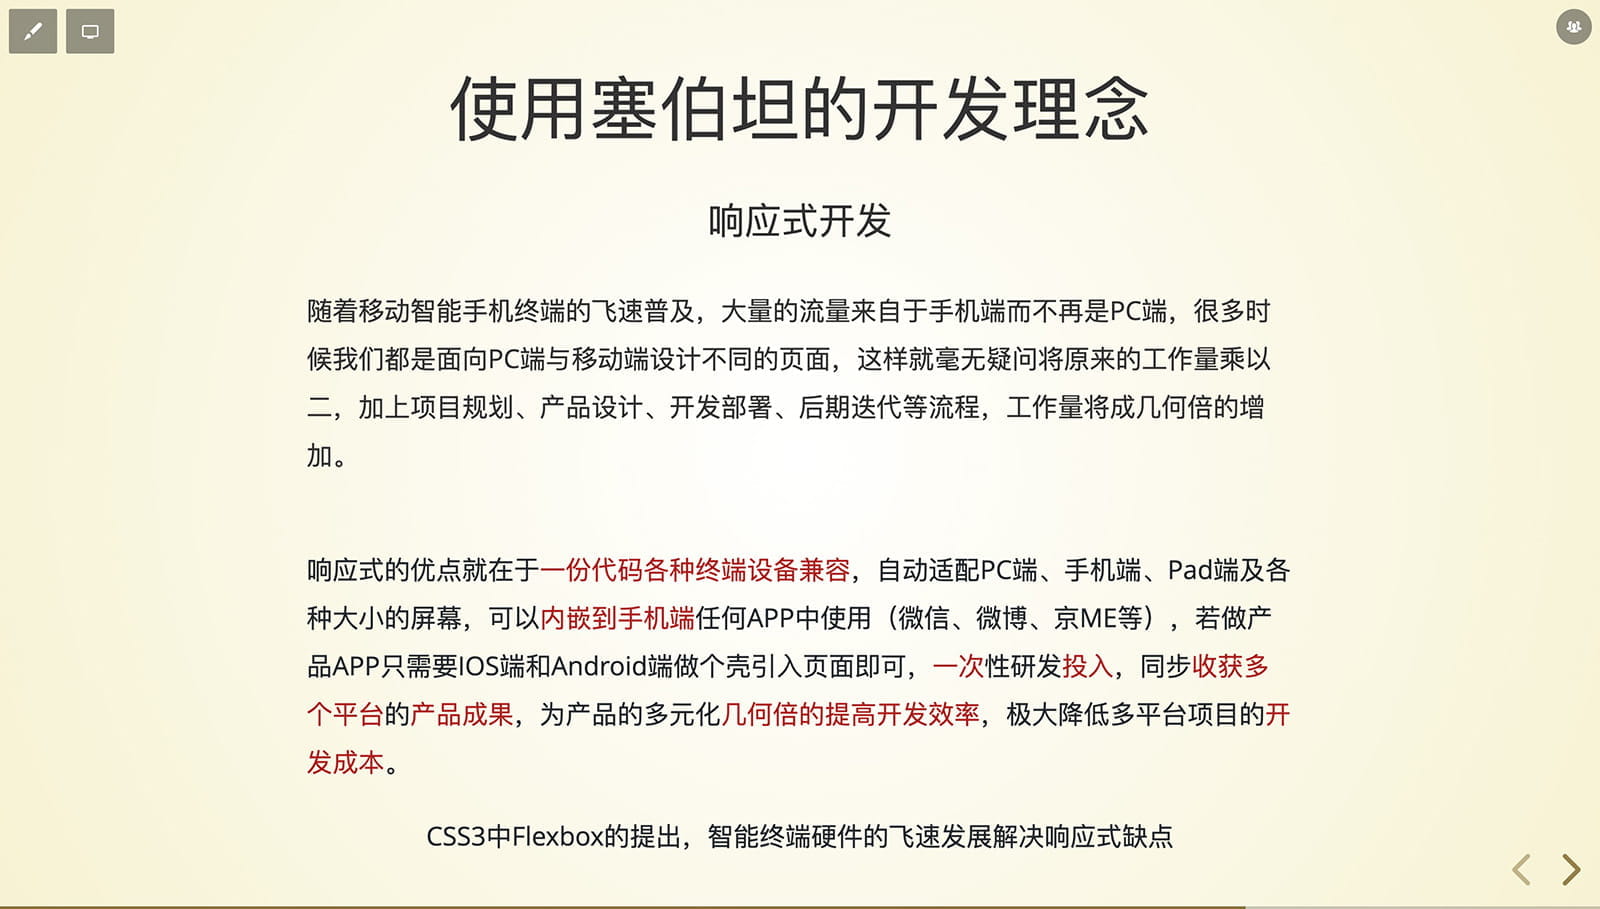 使用塞伯坦的开发理念
响应式开发
随着移动智能手机终端的飞速普及，大量的流量来自于手机端而不再是PC端，很多时
候我们都是面向PC端与移动端设计不同的页面，这样就毫无疑问将原来的工作量乘以
二，加上项目规划、产品设计、开发部署、后期迭代等流程，工作量将成几何倍的增
加。
响应式的优点就在于一份代码各种终端设备兼容，自动适配PC端、手机端、Pad端及各
种大小的屏幕，可以内嵌到手机端任何APP中使用（微信、微博、京ME等），若做产
品APP只需要IOS端和Android端做个壳引入页面即可，一次性研发投入，同步收获多
个平台的产品成果，为产品的多元化几何倍的提高开发效率，极大降低多平台项目的开
发成本。
CSS3中Flexbox的提出，智能终端硬件的飞速发展解决响应式缺点